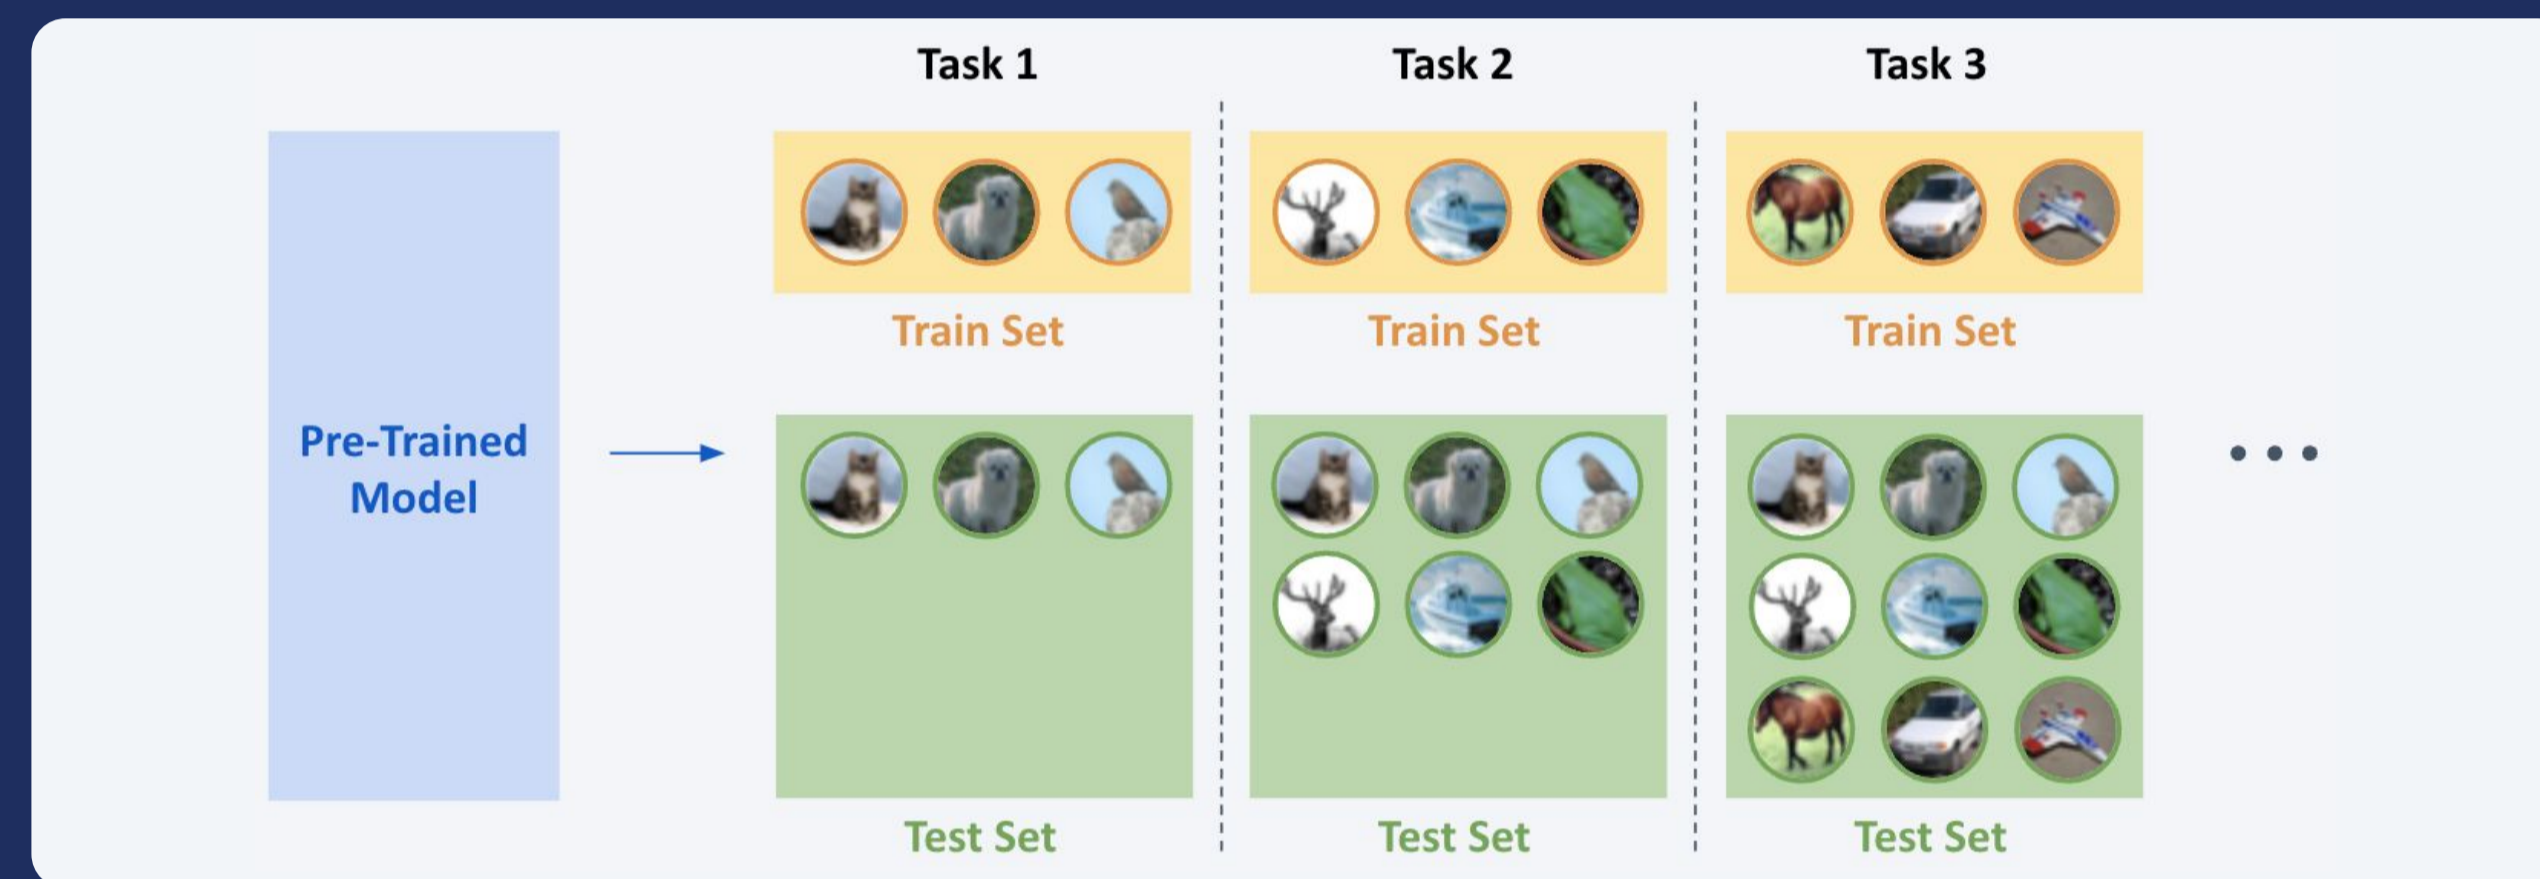 Task 1
Task 2
Task 3
Train Set
Train Set
Train Set
Pre-Trained
Model
Test Set
Test Set
Test Set